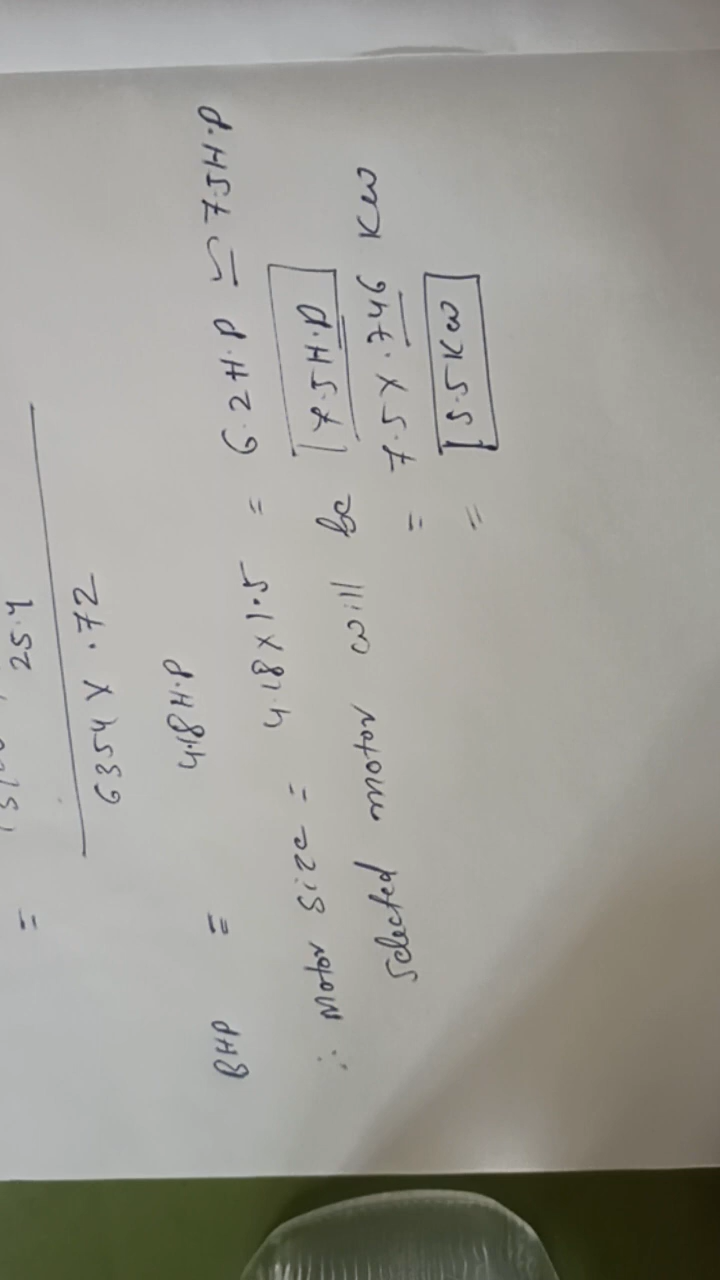 = 25.4
6354 X .72
BHP = 4.18 H.P
∴ Motor Size = 4.18 X 1.5 = 6.2 H.P ≅ 7.5 H.P
Selected motor will be 7.5 H.P
= 7.5 X .746 KW
= 5.5 KW